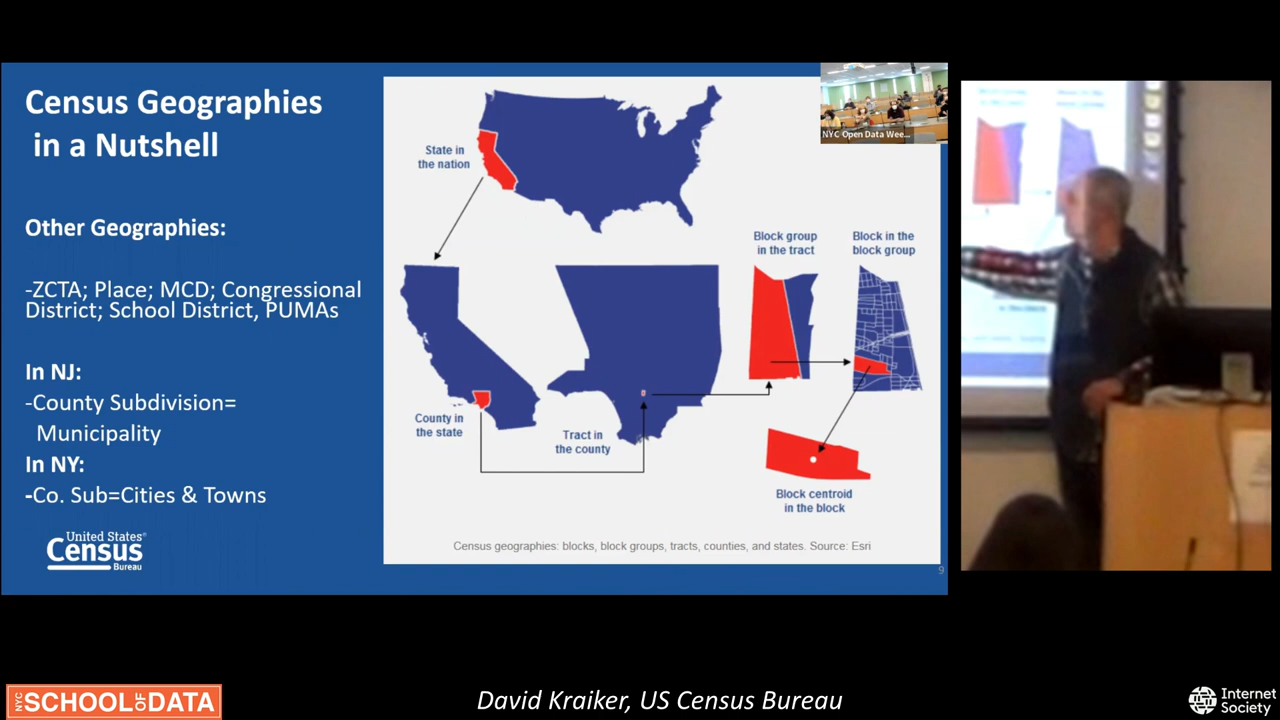 Census Geographies
in a Nutshell
Other Geographies:
-ZCTA; Place; MCD; Congressional
District; School District, PUMAs
In NJ:
-County Subdivision=
Municipality
In NY:
-Co. Sub=Cities & Towns
United States®
Census
Bureau
State in
the nation
County in
the state
Tract in
the county
Block group
in the tract
Block in the
block group
Block centroid
in the block
Census geographies: blocks, block groups, tracts, counties, and states. Source: Esri
9
NYC Open Data Wee...
NYC SCHOOL OF DATA
David Kraiker, US Census Bureau
Internet
Society